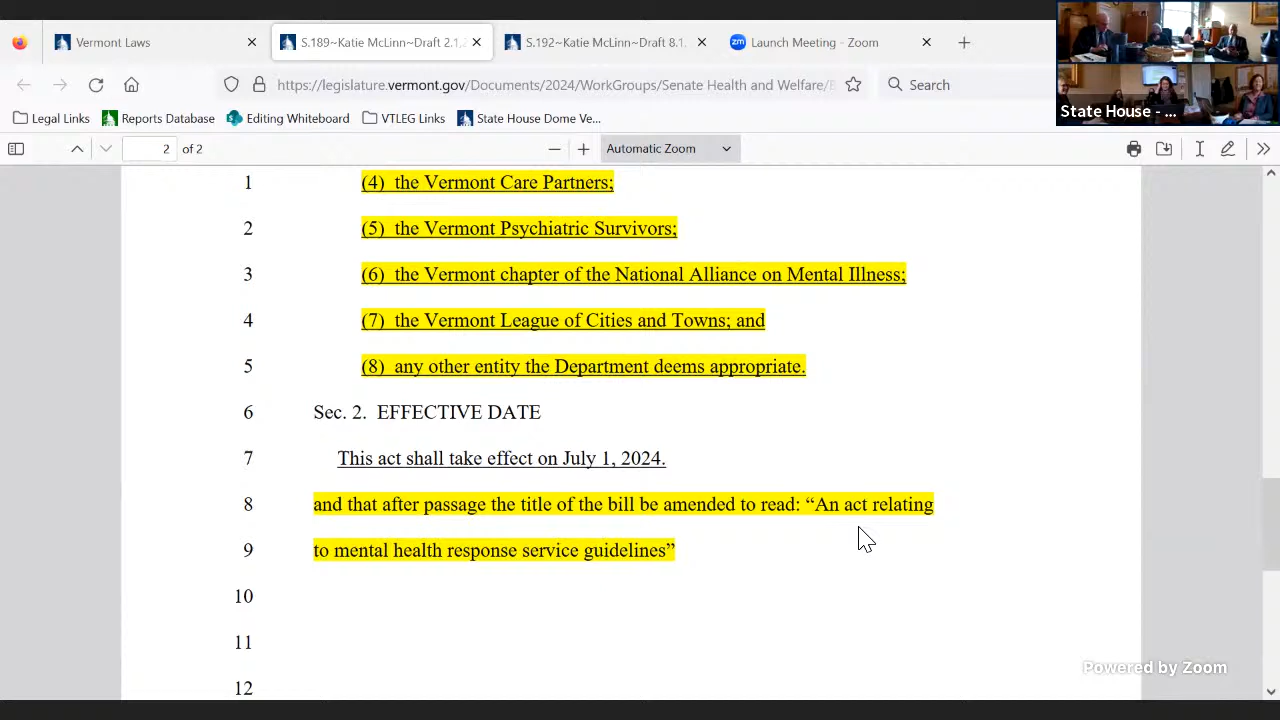 Vermont Laws
S.189~Katie McLinn~Draft 2.1,
S.192~Katie McLinn~Draft 8.1,
zm Launch Meeting - Zoom
https://legislature.vermont.gov/Documents/2024/WorkGroups/Senate Health and Welfare/
Search
State House - ...
Legal Links
Reports Database
Editing Whiteboard
VTLEG Links
State House Dome Ve...
2 of 2
Automatic Zoom
1 (4) the Vermont Care Partners;
2 (5) the Vermont Psychiatric Survivors;
3 (6) the Vermont chapter of the National Alliance on Mental Illness;
4 (7) the Vermont League of Cities and Towns; and
5 (8) any other entity the Department deems appropriate.
6 Sec. 2. EFFECTIVE DATE
7 This act shall take effect on July 1, 2024.
8 and that after passage the title of the bill be amended to read: “An act relating
9 to mental health response service guidelines”
10
11
12
Powered by Zoom